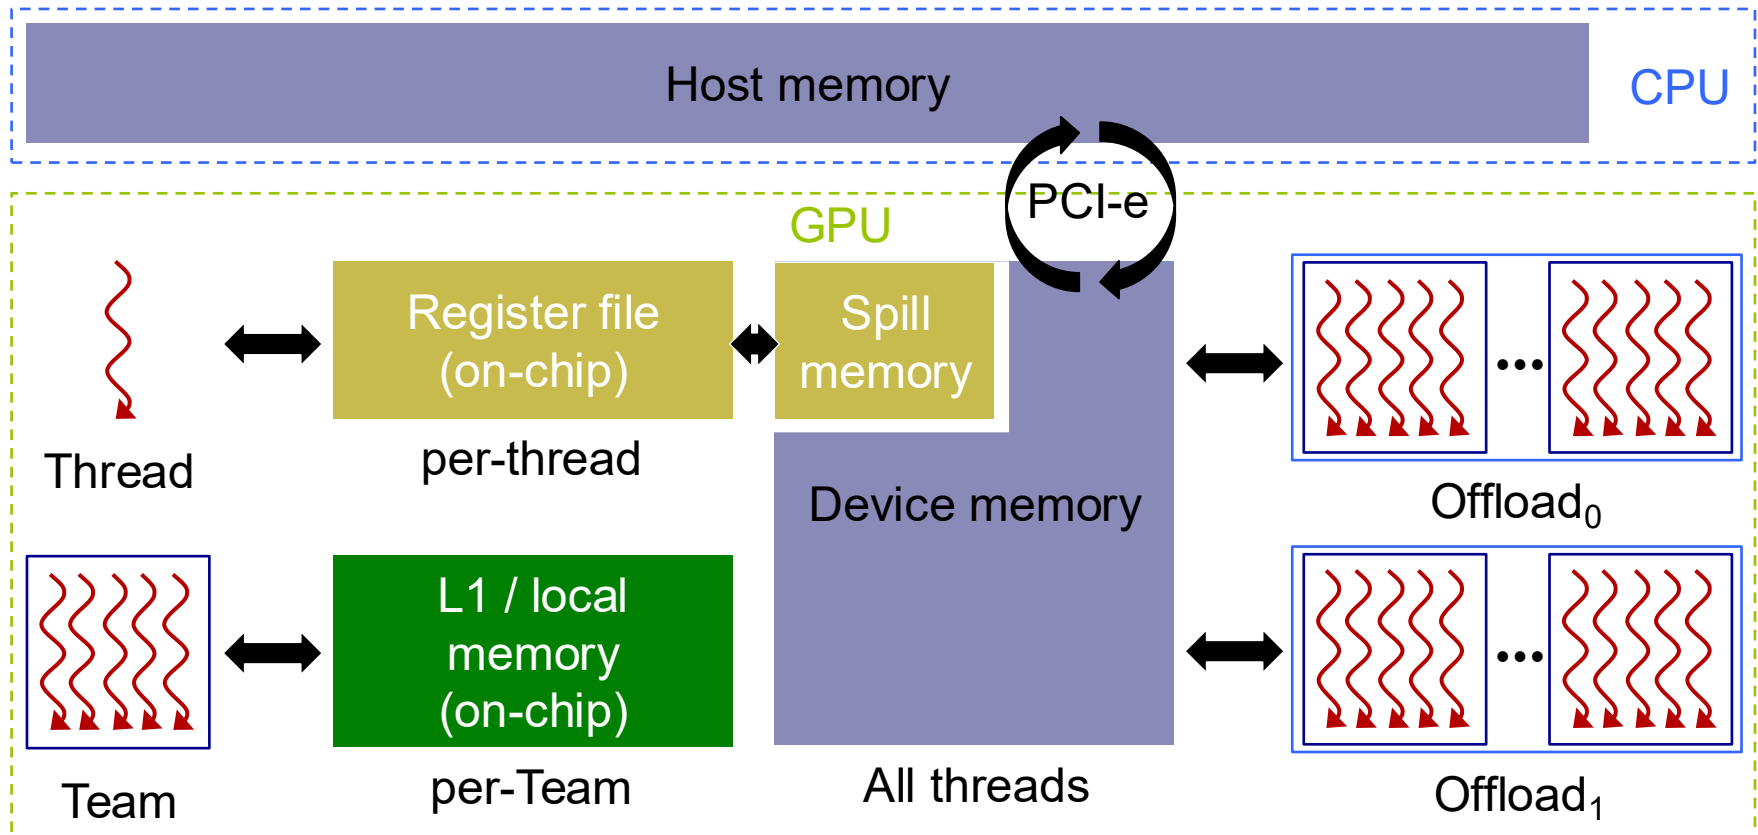 Host memory
CPU
PCI-e
GPU
Register file
(on-chip)
Spill
memory
per-thread
Thread
Device memory
Offload₀
L1 / local
memory
(on-chip)
per-Team
Team
All threads
Offload₁